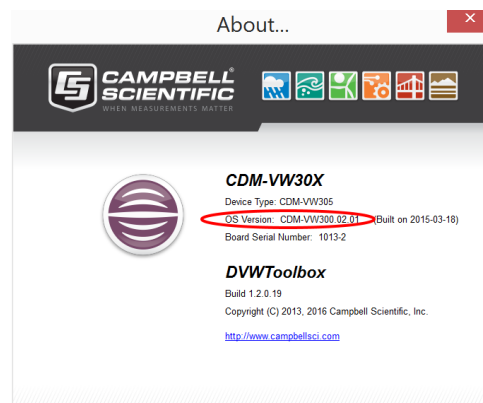 About...
CAMPBELL
SCIENTIFIC
WHEN MEASUREMENTS MATTER
CDM-VW30X
Device Type: CDM-VW305
OS Version: CDM-VW300.02.01 (Built on 2015-03-18)
Board Serial Number: 1013-2
DVWToolbox
Build 1.2.0.19
Copyright (C) 2013, 2016 Campbell Scientific, Inc.
http://www.campbellsci.com